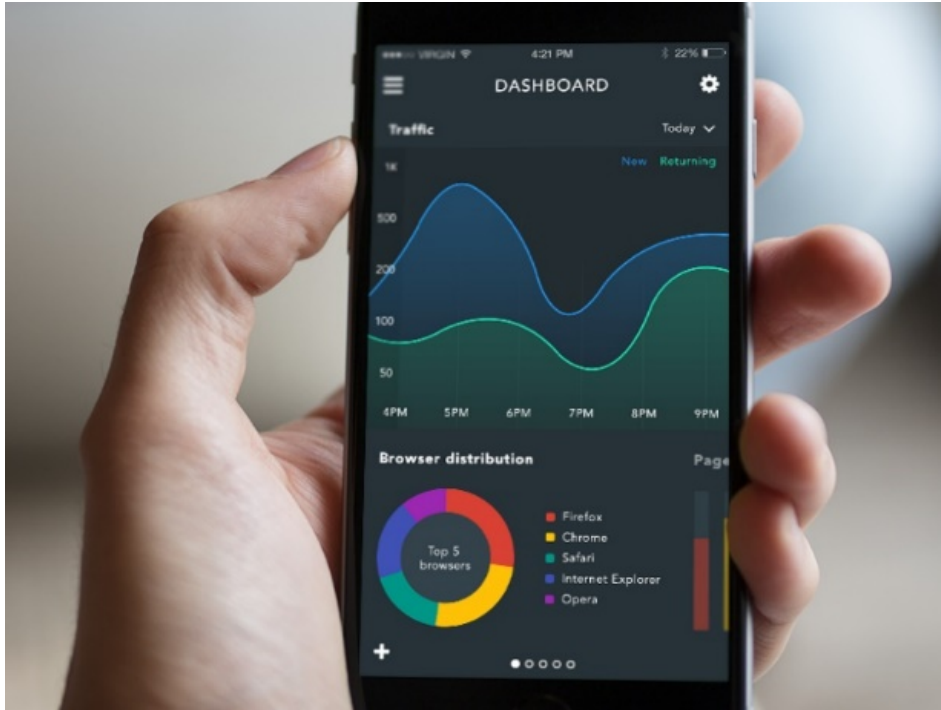 VIRGIN 4:21 PM 22%
DASHBOARD
Traffic Today
New Returning
1K
500
200
100
50
4PM 5PM 6PM 7PM 8PM 9PM
Browser distribution Page
Top 5
browsers
Firefox
Chrome
Safari
Internet Explorer
Opera